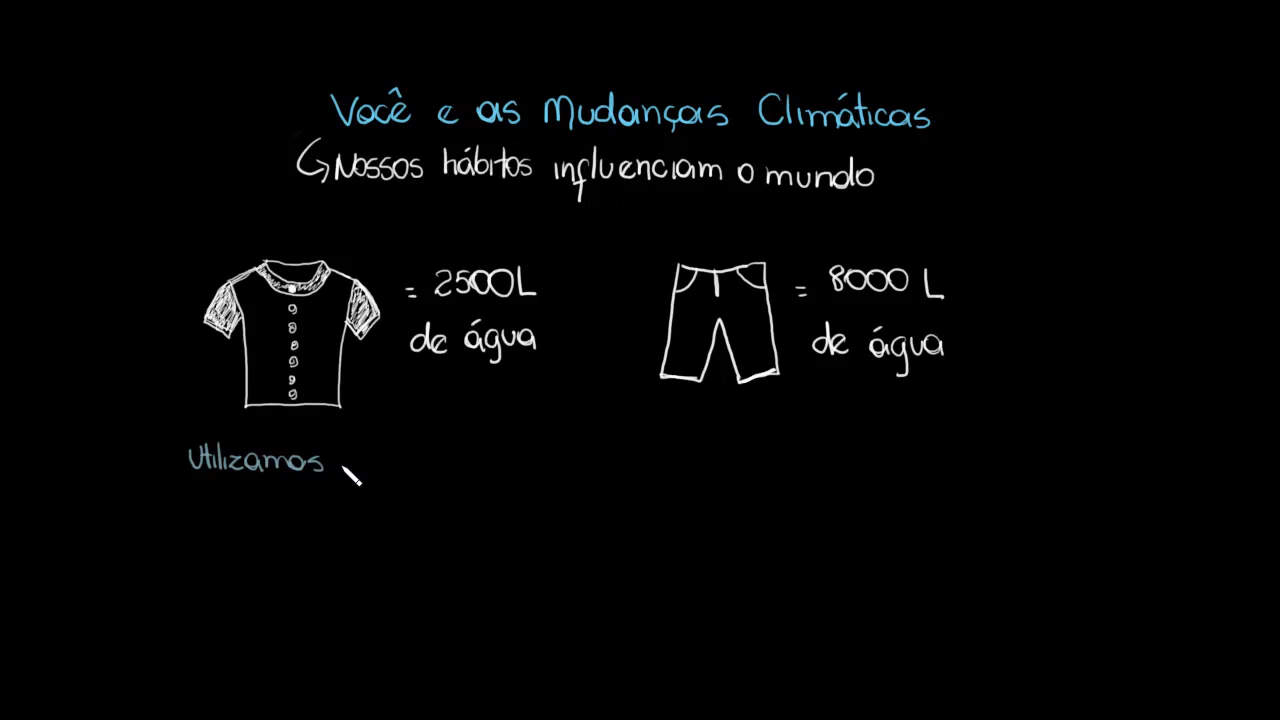 Você e as Mudanças Climáticas
Nossos hábitos influenciam o mundo
= 2500L
de água
= 8000 L
de água
Utilizamos